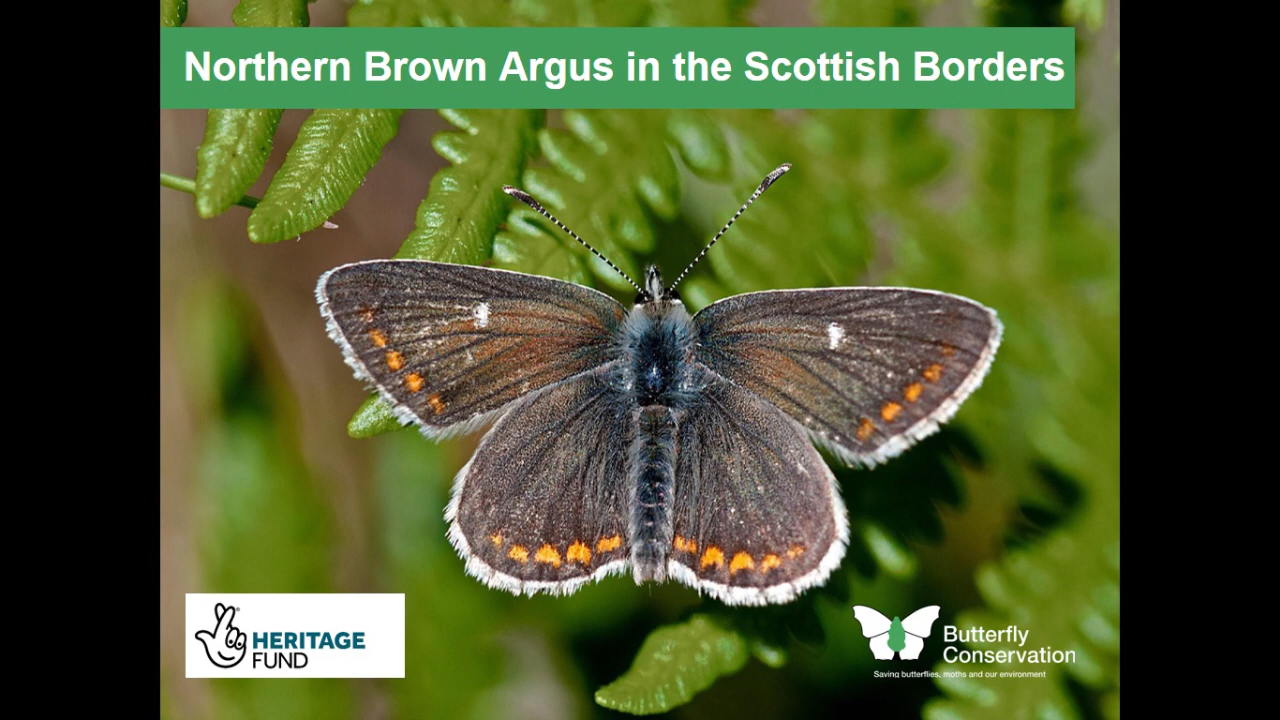 Northern Brown Argus in the Scottish Borders
HERITAGE
FUND
Butterfly
Conservation
Saving butterflies, moths and our environment